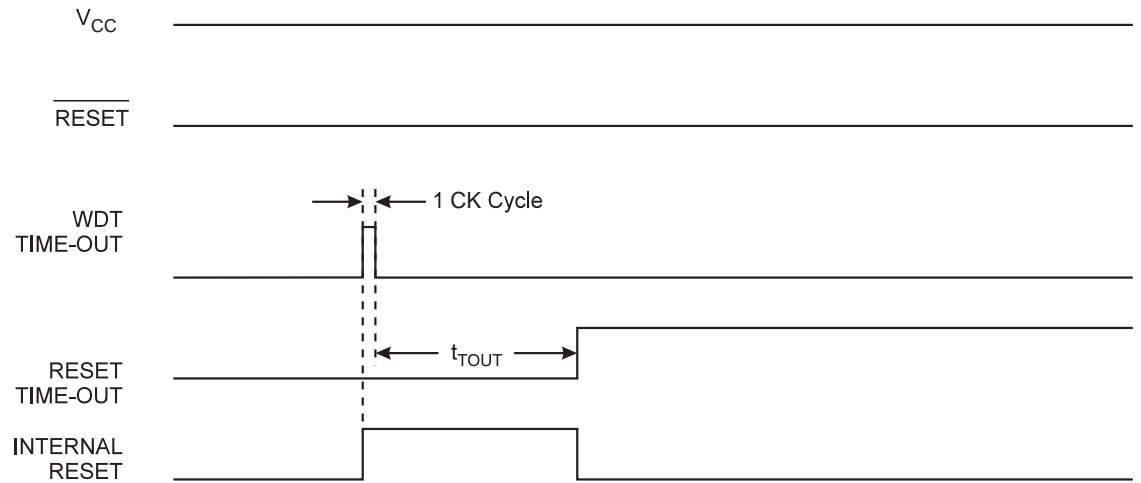 VCC
RESET
1 CK Cycle
WDT
TIME-OUT
tTOUT
RESET
TIME-OUT
INTERNAL
RESET